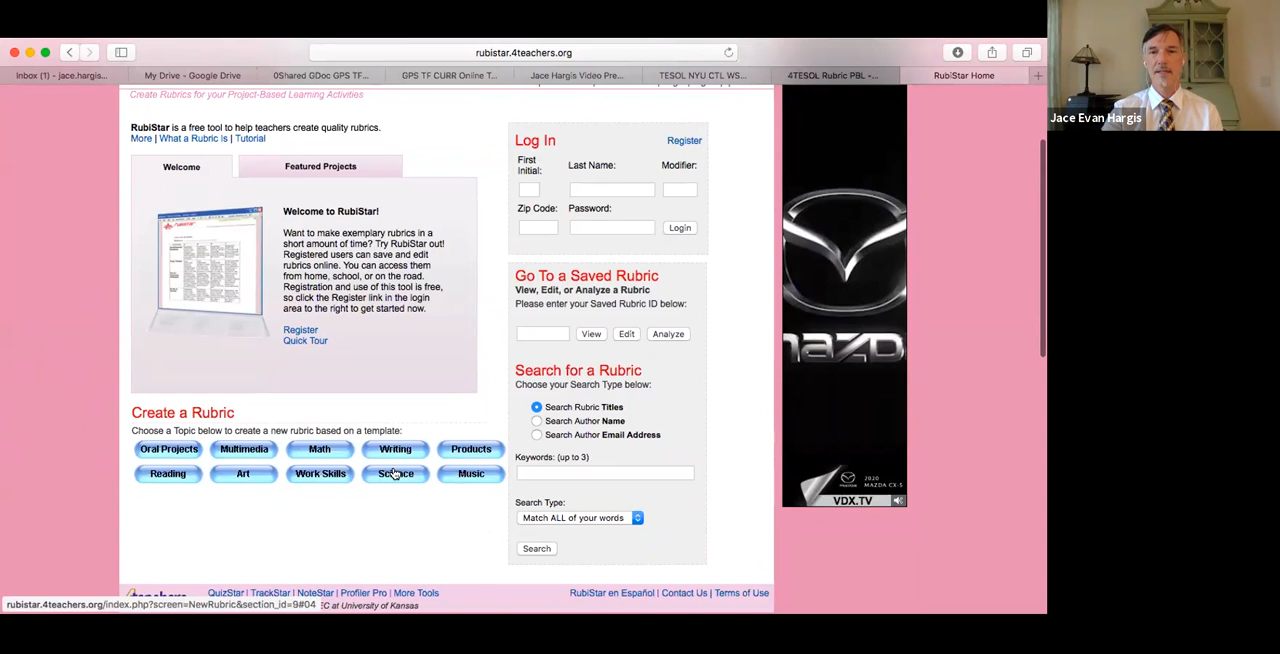 rubistar.4teachers.org
Inbox (1) - jace.hargis...
My Drive - Google Drive
0Shared GDoc GPS TF...
GPS TF CURR Online T...
Jace Hargis Video Pre...
TESOL NYU CTL WS...
4TESOL Rubric PBL -...
RubiStar Home
Jace Evan Hargis
Create Rubrics for your Project-Based Learning Activities
RubiStar is a free tool to help teachers create quality rubrics.
More | What a Rubric Is | Tutorial
Welcome
Featured Projects
Welcome to RubiStar!
Want to make exemplary rubrics in a
short amount of time? Try RubiStar out!
Registered users can save and edit
rubrics online. You can access them
from home, school, or on the road.
Registration and use of this tool is free,
so click the Register link in the login
area to the right to get started now.
Register
Quick Tour
Create a Rubric
Choose a Topic below to create a new rubric based on a template:
Oral Projects
Multimedia
Math
Writing
Products
Reading
Art
Work Skills
Science
Music
Log In
Register
First
Initial:
Last Name:
Modifier:
Zip Code:
Password:
Login
Go To a Saved Rubric
View, Edit, or Analyze a Rubric
Please enter your Saved Rubric ID below:
View
Edit
Analyze
Search for a Rubric
Choose your Search Type below:
Search Rubric Titles
Search Author Name
Search Author Email Address
Keywords: (up to 3)
Search Type:
Match ALL of your words
Search
2020
MAZDA CX-5
VDX.TV
QuizStar | TrackStar | NoteStar | Profiler Pro | More Tools
RubiStar en Español | Contact Us | Terms of Use
rubistar.4teachers.org/index.php?screen=NewRubric&section_id=9#04
EC at University of Kansas